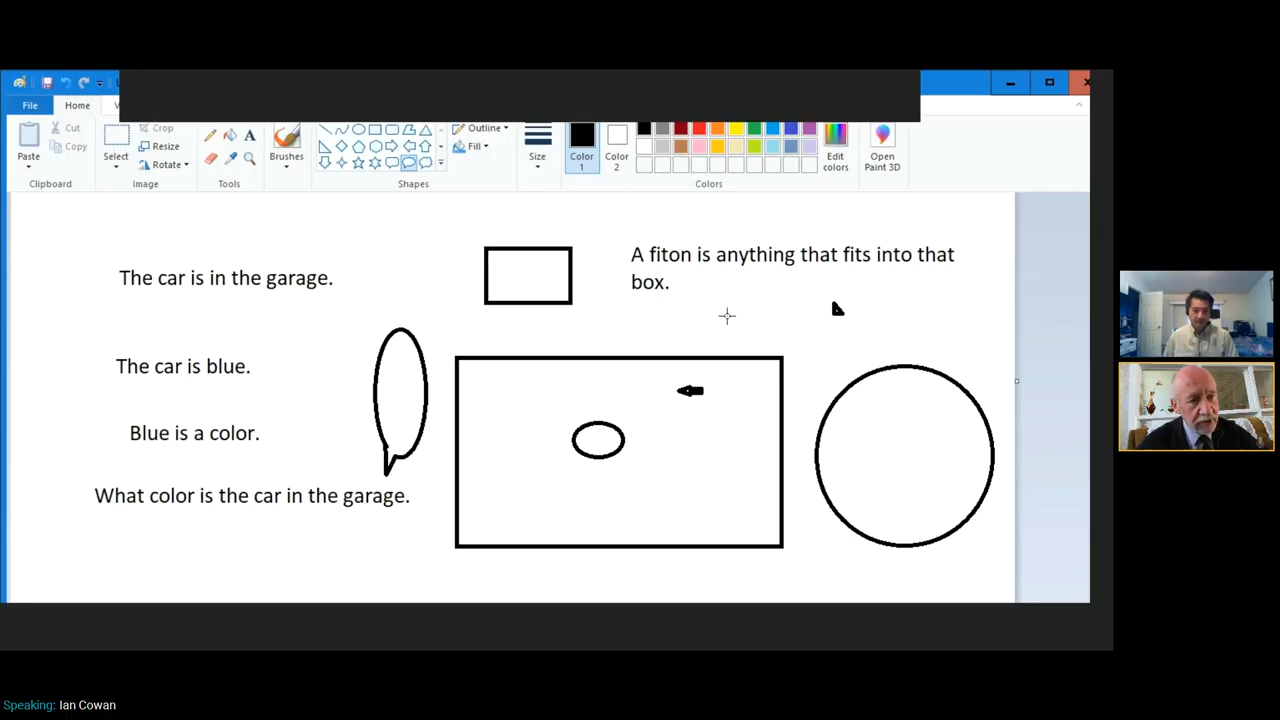 File
Home
Cut
Copy
Paste
Clipboard
Crop
Resize
Rotate
Select
Image
Tools
Brushes
Outline
Fill
Shapes
Size
Color 1
Color 2
Edit colors
Colors
Open Paint 3D
The car is in the garage.
A fiton is anything that fits into that
box.
The car is blue.
Blue is a color.
What color is the car in the garage.
Speaking: Ian Cowan